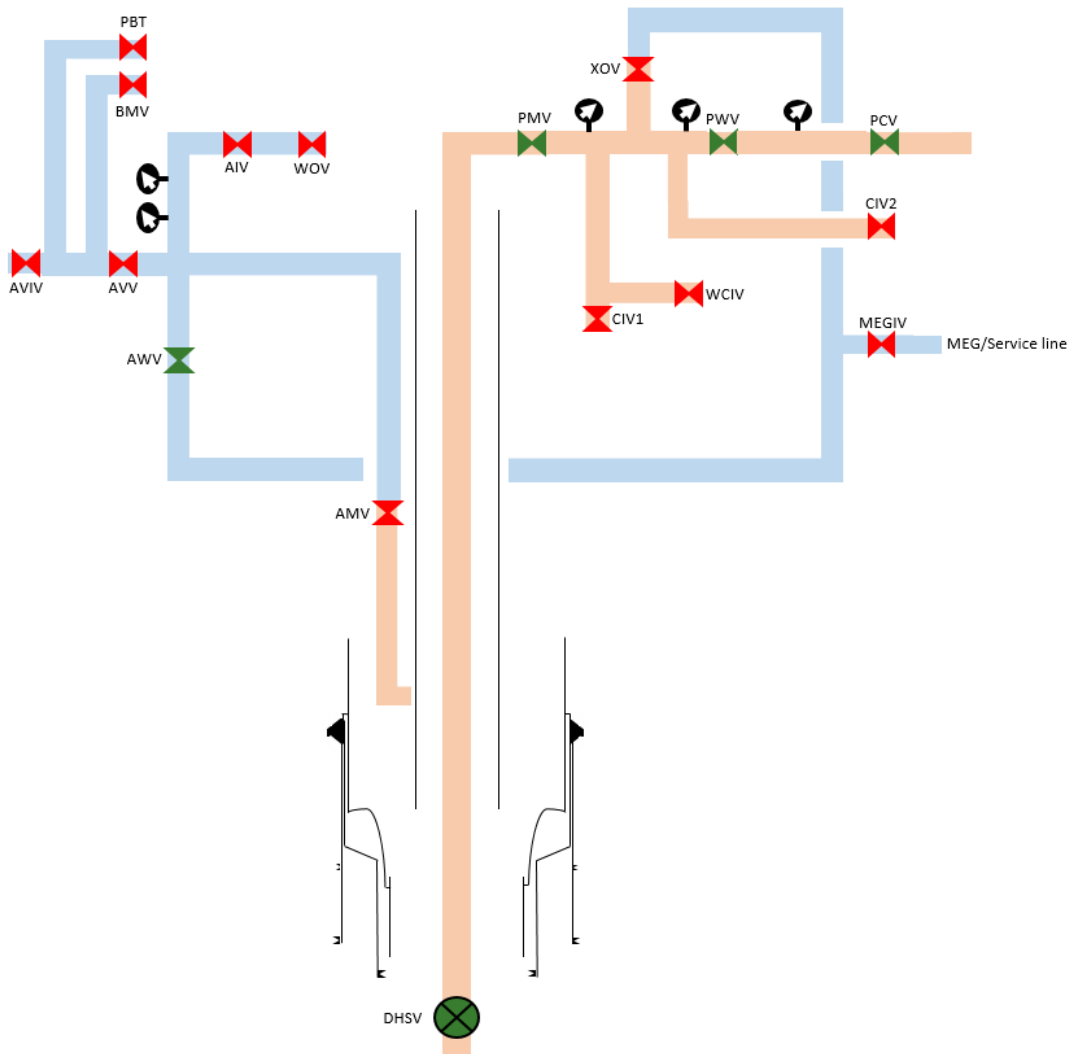 PBT
BMV
XOV
PMV
PWV
PCV
AIV
WOV
CIV2
AVIV
AVV
WCIV
CIV1
MEGIV
MEG/Service line
AWV
AMV
DHSV